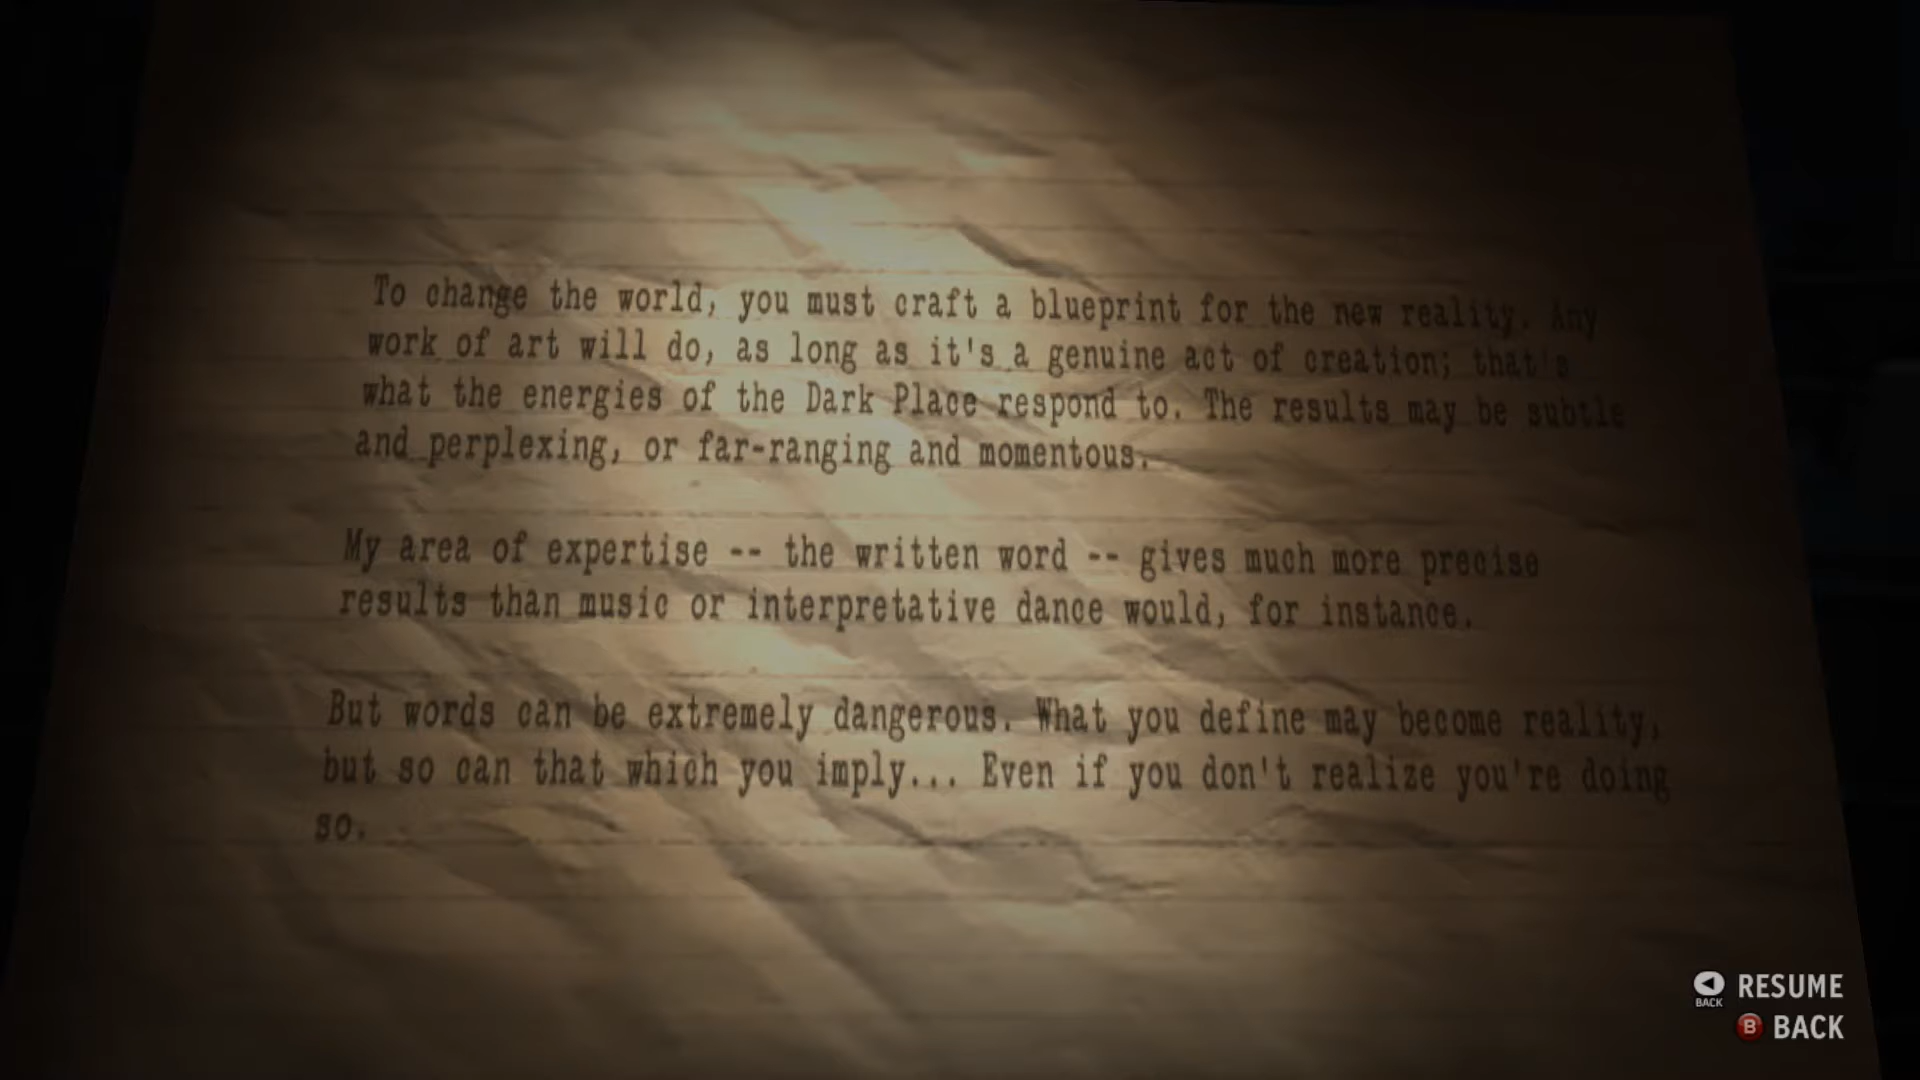 To change the world, you must craft a blueprint for the new reality. Any
work of art will do, as long as it's a genuine act of creation; that's
what the energies of the Dark Place respond to. The results may be subtle
and perplexing, or far-ranging and momentous.
My area of expertise -- the written word -- gives much more precise
results than music or interpretative dance would, for instance.
But words can be extremely dangerous. What you define may become reality,
but so can that which you imply... Even if you don't realize you're doing
so.
BACK RESUME
B BACK